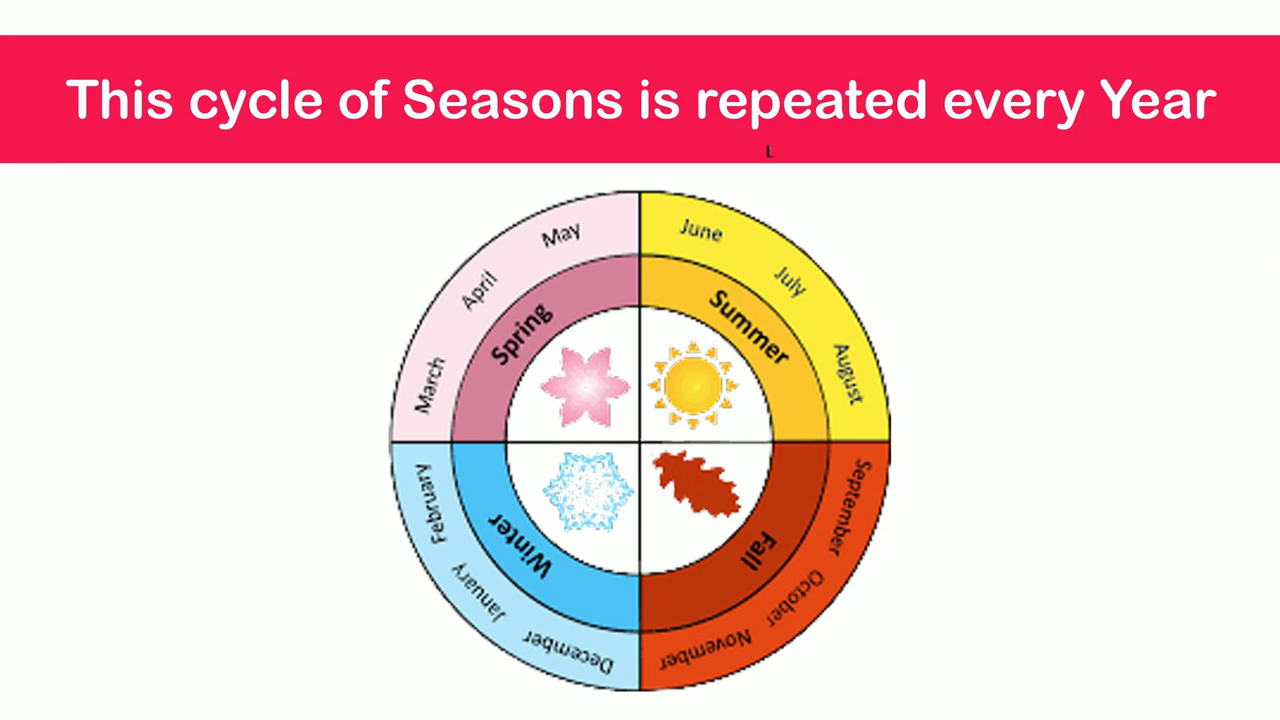 This cycle of Seasons is repeated every Year
March
April
May
Spring
June
July
August
Summer
September
October
November
Fall
December
January
February
Winter